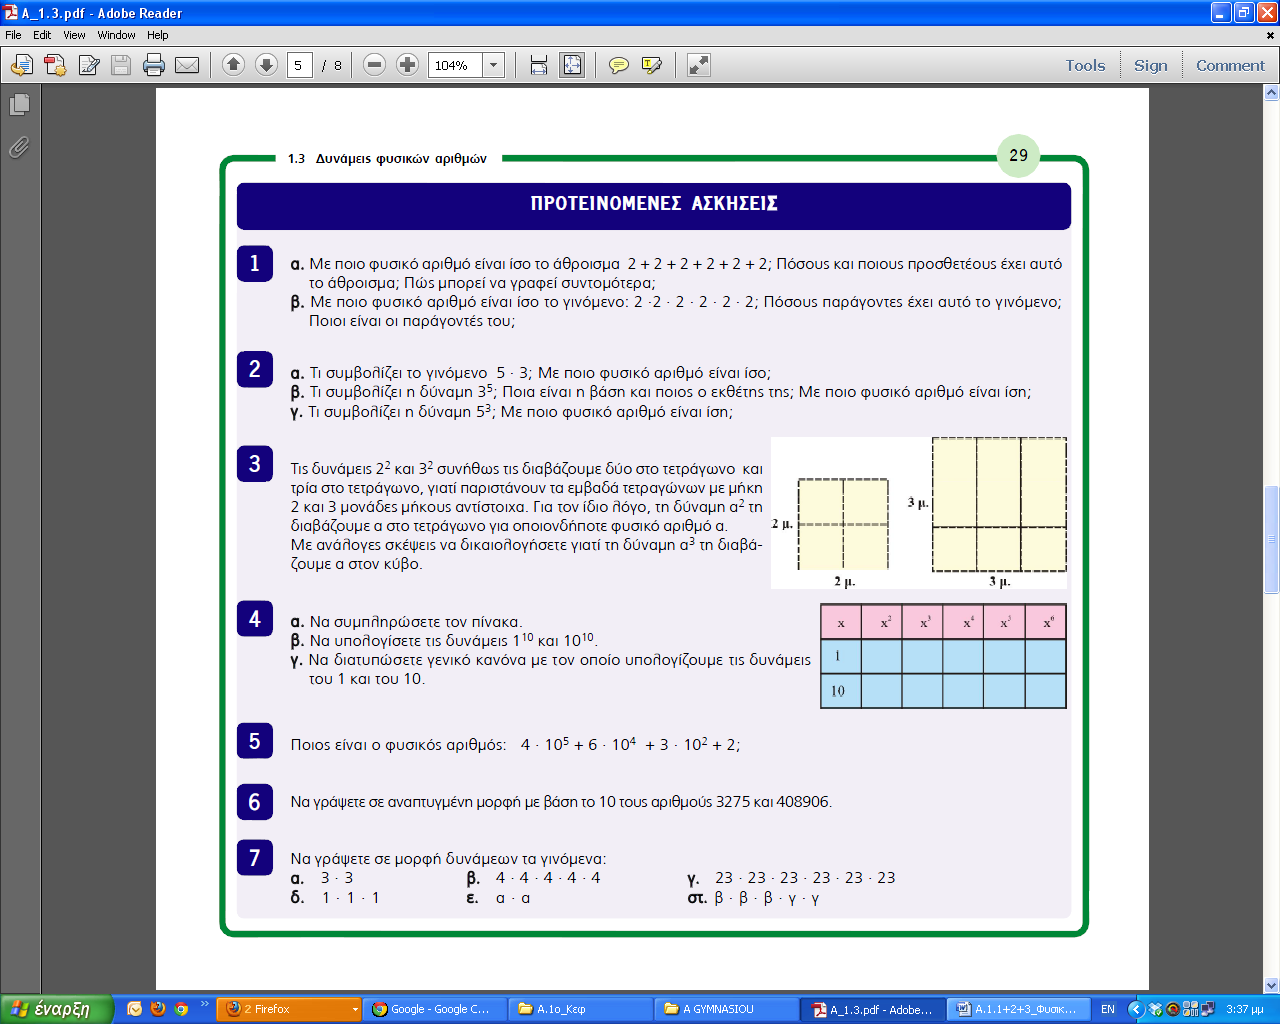 A_1.3.pdf - Adobe Reader
File Edit View Window Help
5 / 8 104% Tools Sign Comment
1.3 Δυνάμεις φυσικών αριθμών 29
ΠΡΟΤΕΙΝΟΜΕΝΕΣ ΑΣΚΗΣΕΙΣ
1 α. Με ποιο φυσικό αριθμό είναι ίσο το άθροισμα 2 + 2 + 2 + 2 + 2 + 2; Πόσους και ποιους προσθετέους έχει αυτό
το άθροισμα; Πώς μπορεί να γραφεί συντομότερα;
β. Με ποιο φυσικό αριθμό είναι ίσο το γινόμενο: 2 · 2 · 2 · 2 · 2 · 2; Πόσους παράγοντες έχει αυτό το γινόμενο;
Ποιοι είναι οι παράγοντές του;
2 α. Τι συμβολίζει το γινόμενο 5 · 3; Με ποιο φυσικό αριθμό είναι ίσο;
β. Τι συμβολίζει η δύναμη 3⁵; Ποια είναι η βάση και ποιος ο εκθέτης της; Με ποιο φυσικό αριθμό είναι ίση;
γ. Τι συμβολίζει η δύναμη 5³; Με ποιο φυσικό αριθμό είναι ίση;
3 Τις δυνάμεις 2² και 3² συνήθως τις διαβάζουμε δύο στο τετράγωνο και
τρία στο τετράγωνο, γιατί παριστάνουν τα εμβαδά τετραγώνων με μήκη
2 και 3 μονάδες μήκους αντίστοιχα. Για τον ίδιο λόγο, τη δύναμη α² τη
διαβάζουμε α στο τετράγωνο για οποιονδήποτε φυσικό αριθμό α.
Με ανάλογες σκέψεις να δικαιολογήσετε γιατί τη δύναμη α³ τη διαβά-
ζουμε α στον κύβο.
2 μ. 3 μ.
2 μ. 3 μ.
4 α. Να συμπληρώσετε τον πίνακα.
β. Να υπολογίσετε τις δυνάμεις 1¹⁰ και 10¹⁰.
γ. Να διατυπώσετε γενικό κανόνα με τον οποίο υπολογίζουμε τις δυνάμεις
του 1 και του 10.
x x² x³ x⁴ x⁵ x⁶
1
10
5 Ποιος είναι ο φυσικός αριθμός: 4 · 10⁵ + 6 · 10⁴ + 3 · 10² + 2;
6 Να γράψετε σε αναπτυγμένη μορφή με βάση το 10 τους αριθμούς 3275 και 408906.
7 Να γράψετε σε μορφή δυνάμεων τα γινόμενα:
α. 3 · 3 β. 4 · 4 · 4 · 4 · 4 γ. 23 · 23 · 23 · 23 · 23 · 23
δ. 1 · 1 · 1 ε. α · α στ. β · β · β · γ · γ
έναρξη 2 Firefox Google - Google C... A.1ο_Κεφ A GYMNASIOU A_1.3.pdf - Adobe... A.1.1+2+3_Φυσικ... EN 3:37 μμ